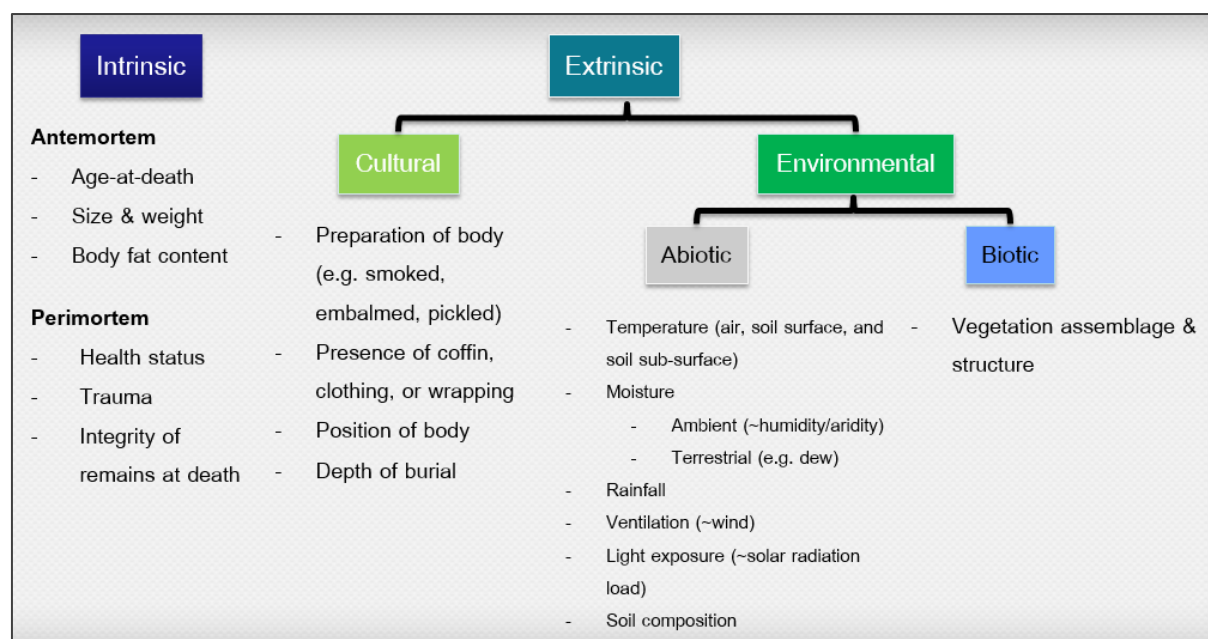 Intrinsic
Antemortem
- Age-at-death
- Size & weight
- Body fat content
Perimortem
- Health status
- Trauma
- Integrity of
remains at death
Extrinsic
Cultural
- Preparation of body
(e.g. smoked,
embalmed, pickled)
- Presence of coffin,
clothing, or wrapping
- Position of body
- Depth of burial
Environmental
Abiotic
- Temperature (air, soil surface, and
soil sub-surface)
- Moisture
- Ambient (~humidity/aridity)
- Terrestrial (e.g. dew)
- Rainfall
- Ventilation (~wind)
- Light exposure (~solar radiation
load)
- Soil composition
Biotic
- Vegetation assemblage &
structure